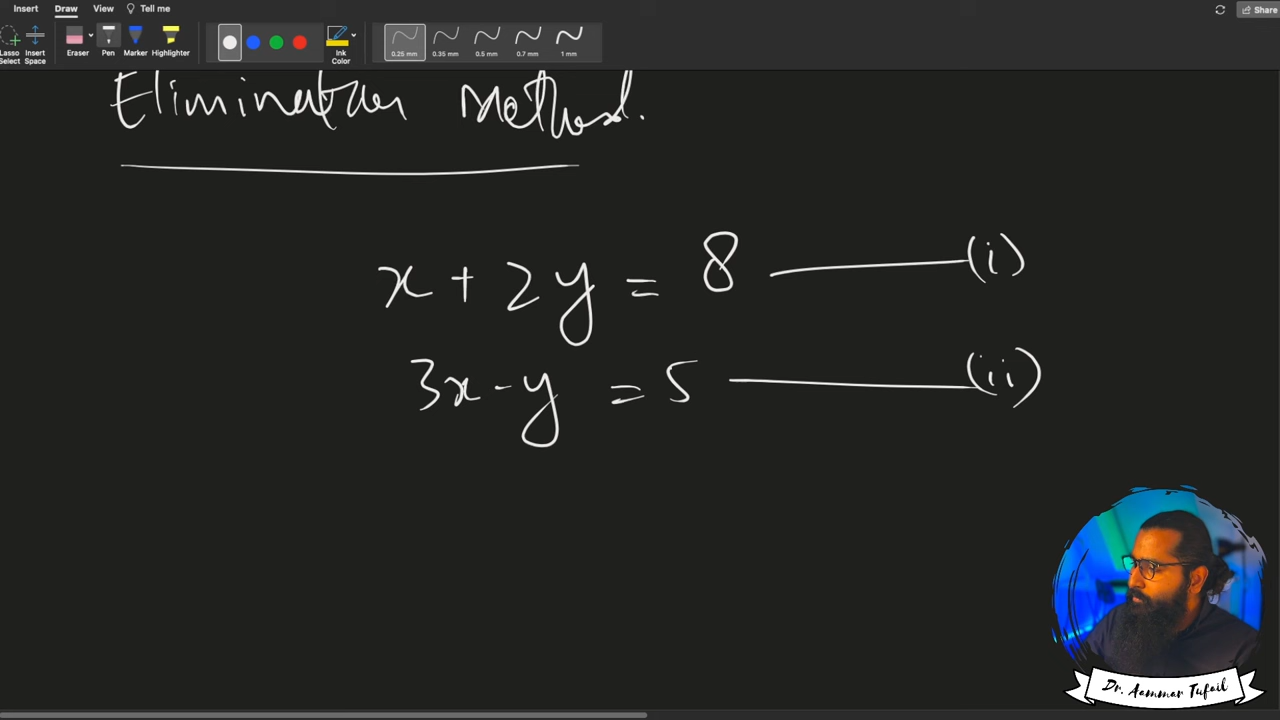 Insert Draw View Tell me
Share
Lasso Select
Insert Space
Eraser
Pen
Marker
Highlighter
Ink Color
0.25 mm
0.35 mm
0.5 mm
0.7 mm
1 mm
Elimination Method.
x + 2y = 8 ——— (i)
3x - y = 5 ——— (ii)
Dr. Aammar Tufail